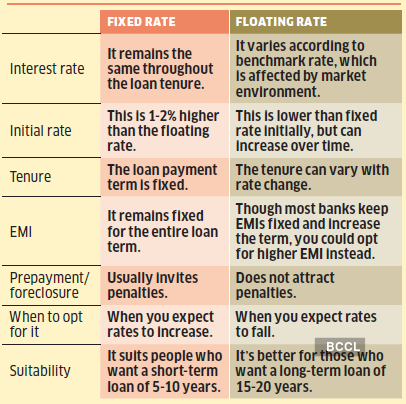 FIXED RATE
FLOATING RATE
Interest rate
It remains the
same throughout
the loan tenure.
It varies according to
benchmark rate, which
is affected by market
environment.
Initial rate
This is 1-2% higher
than the floating
rate.
This is lower than fixed
rate initially, but can
increase over time.
Tenure
The loan payment
term is fixed.
The tenure can vary with
rate change.
EMI
It remains fixed
for the entire loan
term.
Though most banks keep
EMIs fixed and increase
the term, you could opt
for higher EMI instead.
Prepayment/
foreclosure
Usually invites
penalties.
Does not attract
penalties.
When to opt
for it
When you expect
rates to increase.
When you expect rates
to fall.
BCCL
Suitability
It suits people who
want a short-term
loan of 5-10 years.
It's better for those who
want a long-term loan of
15-20 years.